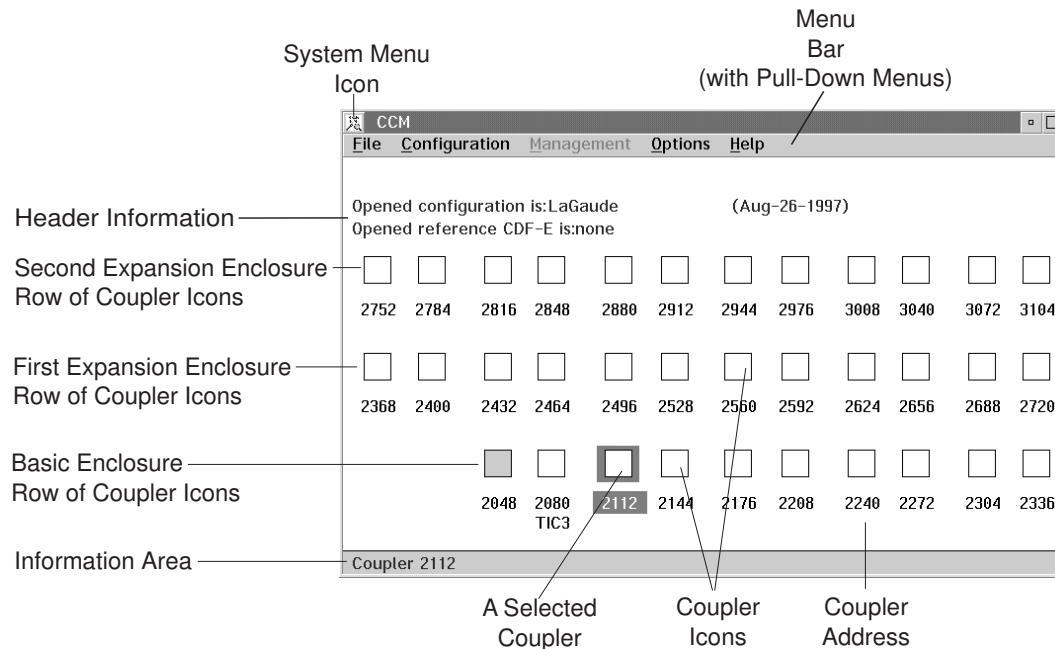 System Menu
Icon
Menu
Bar
(with Pull-Down Menus)
CCM
File Configuration Management Options Help
Header Information
Opened configuration is:LaGaude (Aug-26-1997)
Opened reference CDF-E is:none
Second Expansion Enclosure
Row of Coupler Icons
2752 2784 2816 2848 2880 2912 2944 2976 3008 3040 3072 3104
First Expansion Enclosure
Row of Coupler Icons
2368 2400 2432 2464 2496 2528 2560 2592 2624 2656 2688 2720
Basic Enclosure
Row of Coupler Icons
2048 2080 2112 2144 2176 2208 2240 2272 2304 2336
TIC3
Information Area
Coupler 2112
A Selected
Coupler
Coupler
Icons
Coupler
Address